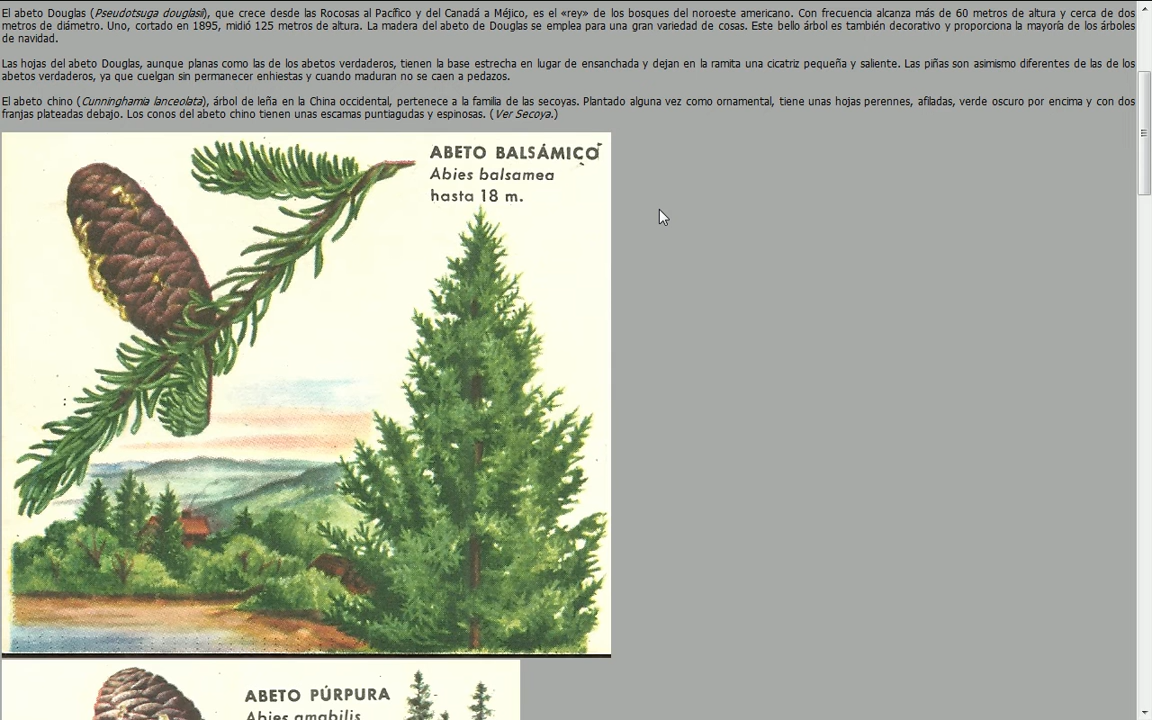 El abeto Douglas (Pseudotsuga douglasii), que crece desde las Rocosas al Pacífico y del Canadá a Méjico, es el «rey» de los bosques del noroeste americano. Con frecuencia alcanza más de 60 metros de altura y cerca de dos
metros de diámetro. Uno, cortado en 1895, midió 125 metros de altura. La madera del abeto de Douglas se emplea para una gran variedad de cosas. Este bello árbol es también decorativo y proporciona la mayoría de los árboles
de navidad.
Las hojas del abeto Douglas, aunque planas como las de los abetos verdaderos, tienen la base estrecha en lugar de ensanchada y dejan en la ramita una cicatriz pequeña y saliente. Las piñas son asimismo diferentes de las de los
abetos verdaderos, ya que cuelgan sin permanecer enhiestas y cuando maduran no se caen a pedazos.
El abeto chino (Cunninghamia lanceolata), árbol de leña en la China occidental, pertenece a la familia de las secoyas. Plantado alguna vez como ornamental, tiene unas hojas perennes, afiladas, verde oscuro por encima y con dos
franjas plateadas debajo. Los conos del abeto chino tienen unas escamas puntiagudas y espinosas. (Ver Secoya.)
ABETO BALSÁMICO
Abies balsamea
hasta 18 m.
ABETO PÚRPURA
Abies amabilis